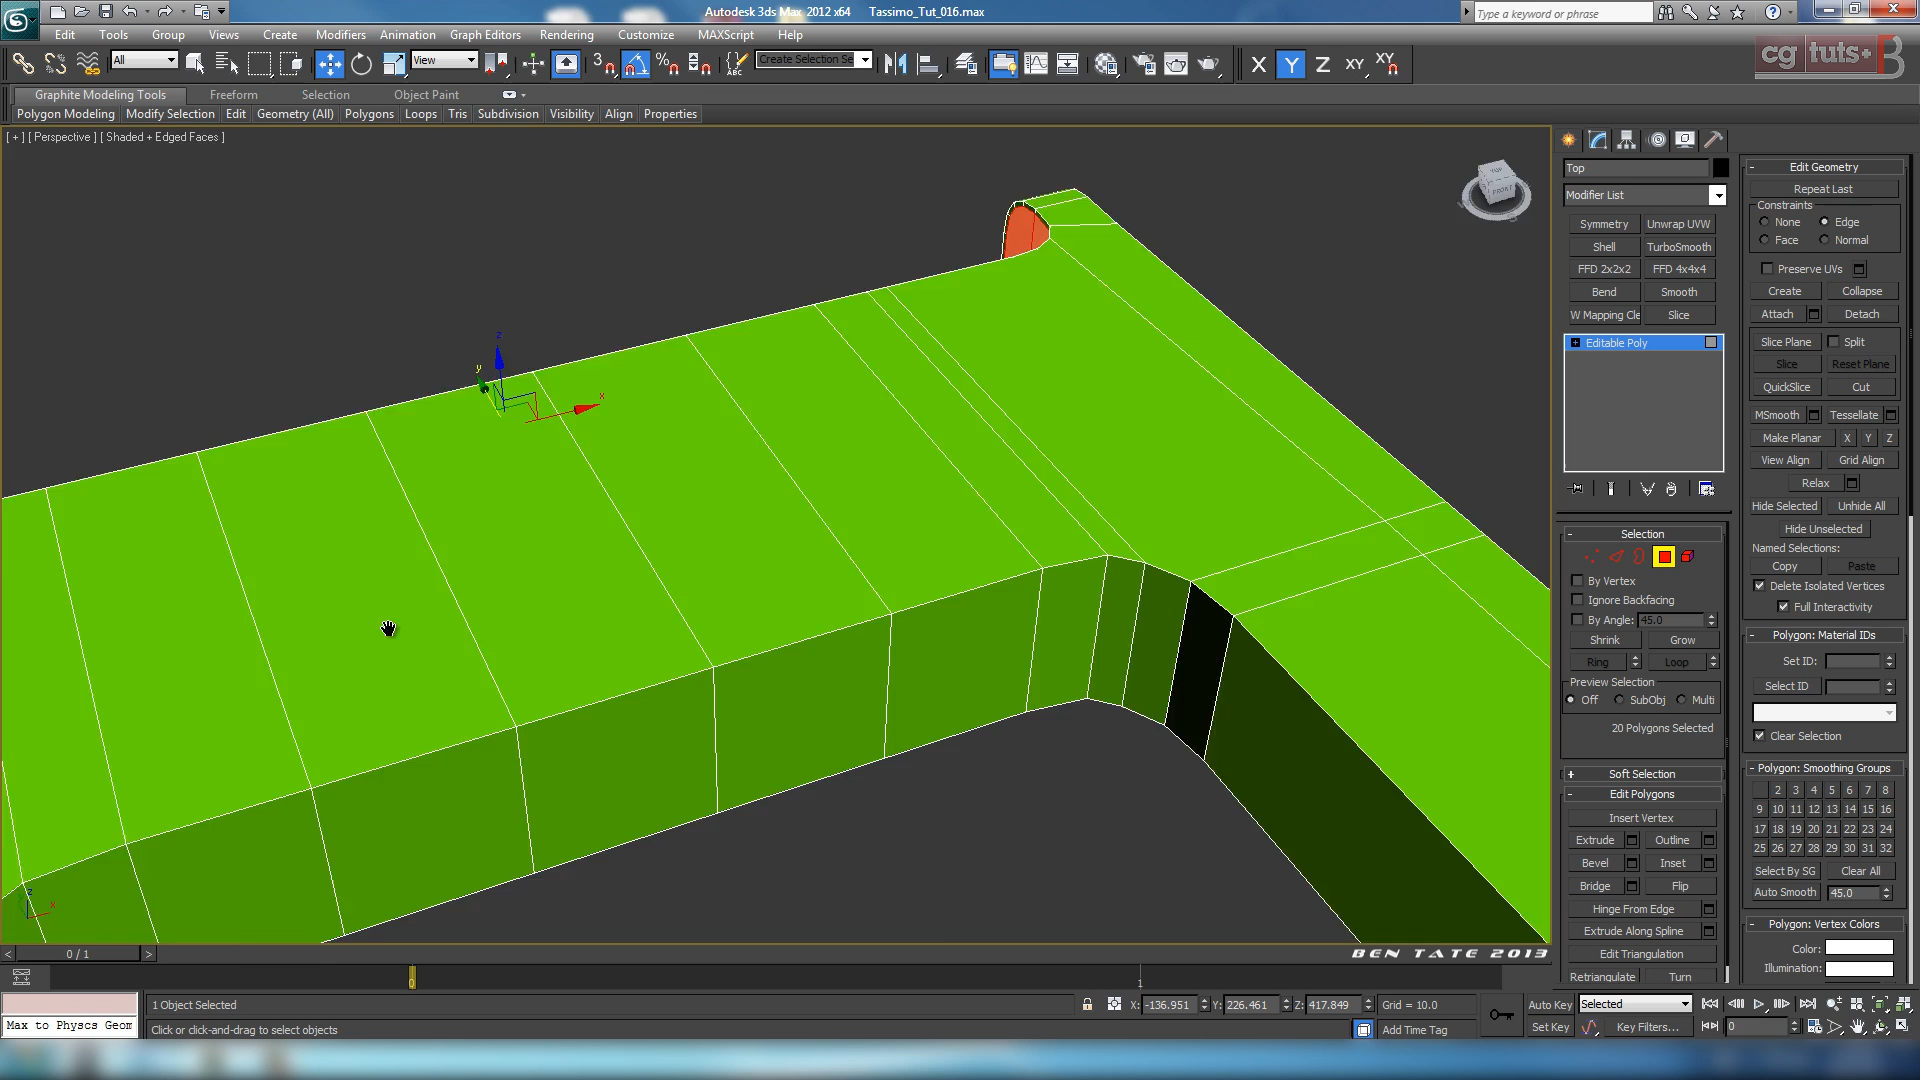 Autodesk 3ds Max 2012 x64 Tassimo_Tut_016.max
Type a keyword or phrase
Edit Tools Group Views Create Modifiers Animation Graph Editors Rendering Customize MAXScript Help
All View Create Selection Se X Y Z XY XY
cg tuts+
Graphite Modeling Tools Freeform Selection Object Paint
Polygon Modeling Modify Selection Edit Geometry (All) Polygons Loops Tris Subdivision Visibility Align Properties
[ + ] [ Perspective ] [ Shaded + Edged Faces ]
TOP
FRONT
z
y
x
z
x
Top
Modifier List
Symmetry Unwrap UVW
Shell TurboSmooth
FFD 2x2x2 FFD 4x4x4
Bend Smooth
W Mapping Cle Slice
Editable Poly
Selection
By Vertex
Ignore Backfacing
By Angle: 45.0
Shrink Grow
Ring Loop
Preview Selection
Off SubObj Multi
20 Polygons Selected
Soft Selection
Edit Polygons
Insert Vertex
Extrude Outline
Bevel Inset
Bridge Flip
Hinge From Edge
Extrude Along Spline
Edit Triangulation
Retriangulate Turn
Edit Geometry
Repeat Last
Constraints
None Edge
Face Normal
Preserve UVs
Create Collapse
Attach Detach
Slice Plane Split
Slice Reset Plane
QuickSlice Cut
MSmooth Tessellate
Make Planar X Y Z
View Align Grid Align
Relax
Hide Selected Unhide All
Hide Unselected
Named Selections:
Copy Paste
Delete Isolated Vertices
Full Interactivity
Polygon: Material IDs
Set ID:
Select ID
Clear Selection
Polygon: Smoothing Groups
2 3 4 5 6 7 8
9 10 11 12 13 14 15 16
17 18 19 20 21 22 23 24
25 26 27 28 29 30 31 32
Select By SG Clear All
Auto Smooth 45.0
Polygon: Vertex Colors
Color:
Illumination:
BEN TATE 2013
< 0 / 1 >
0 1
1 Object Selected X: -136.951 Y: 226.461 Z: 417.849 Grid = 10.0 Auto Key Selected
Max to Physcs Geom Click or click-and-drag to select objects Add Time Tag Set Key Key Filters... 0